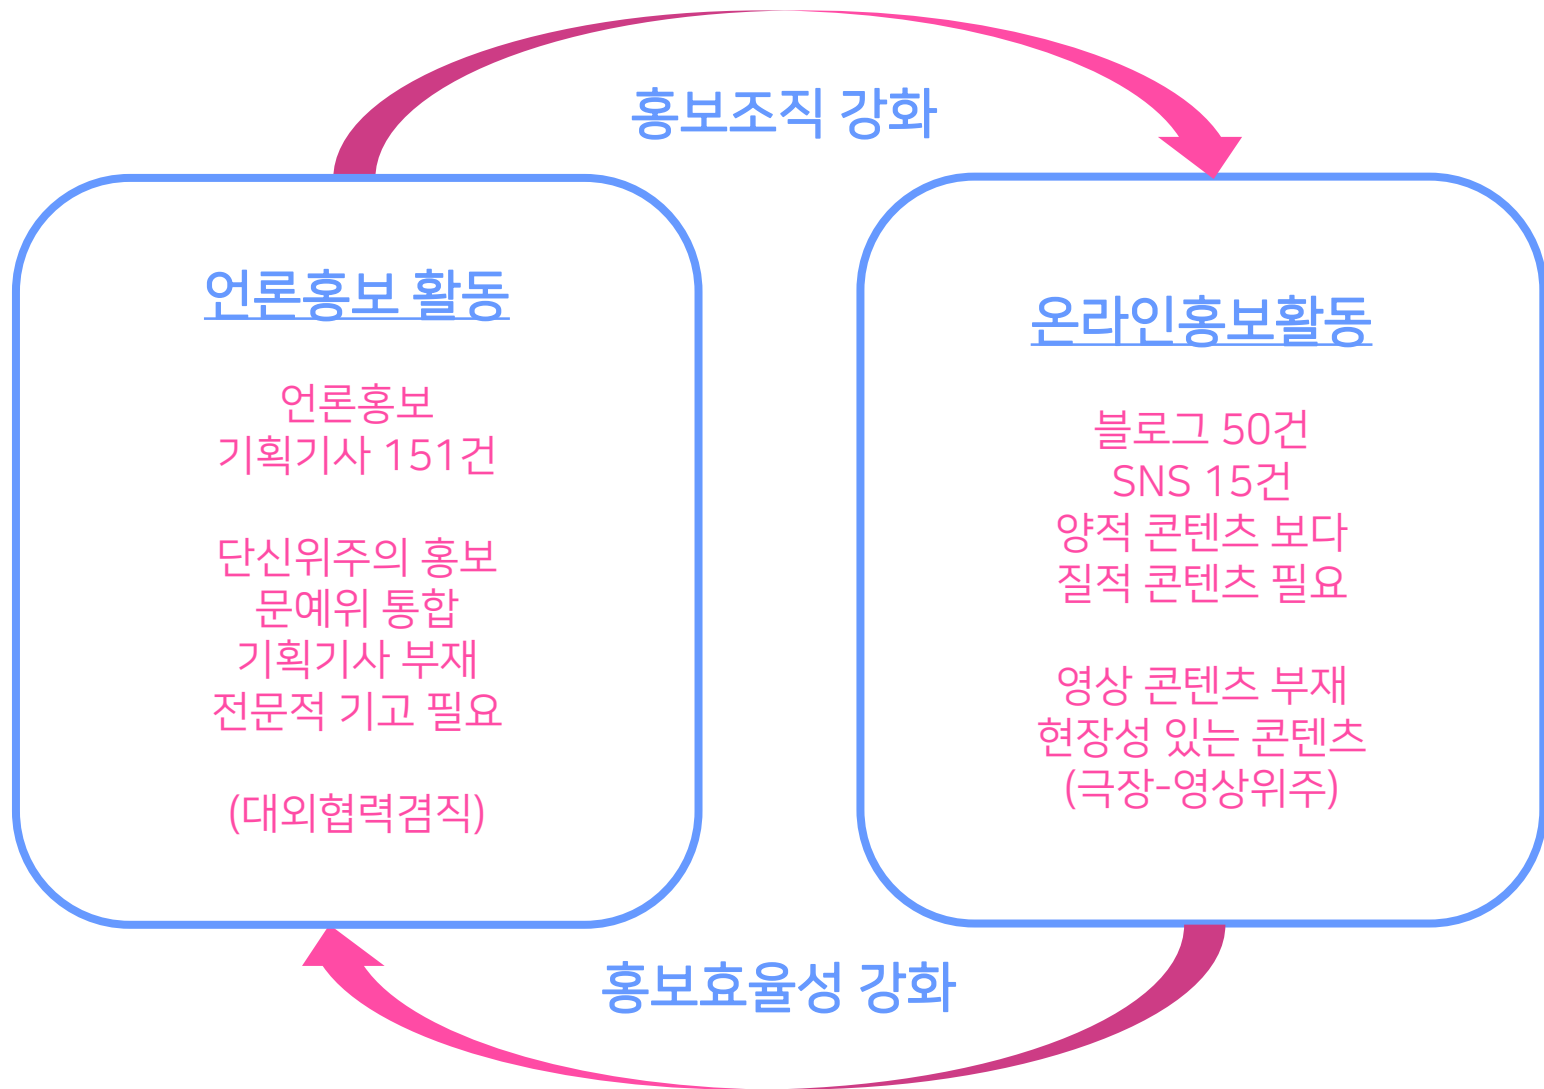 홍보조직 강화
언론홍보 활동
언론홍보
기획기사 151건
단신위주의 홍보
문예위 통합
기획기사 부재
전문적 기고 필요
(대외협력겸직)
온라인홍보활동
블로그 50건
SNS 15건
양적 콘텐츠 보다
질적 콘텐츠 필요
영상 콘텐츠 부재
현장성 있는 콘텐츠
(극장-영상위주)
홍보효율성 강화